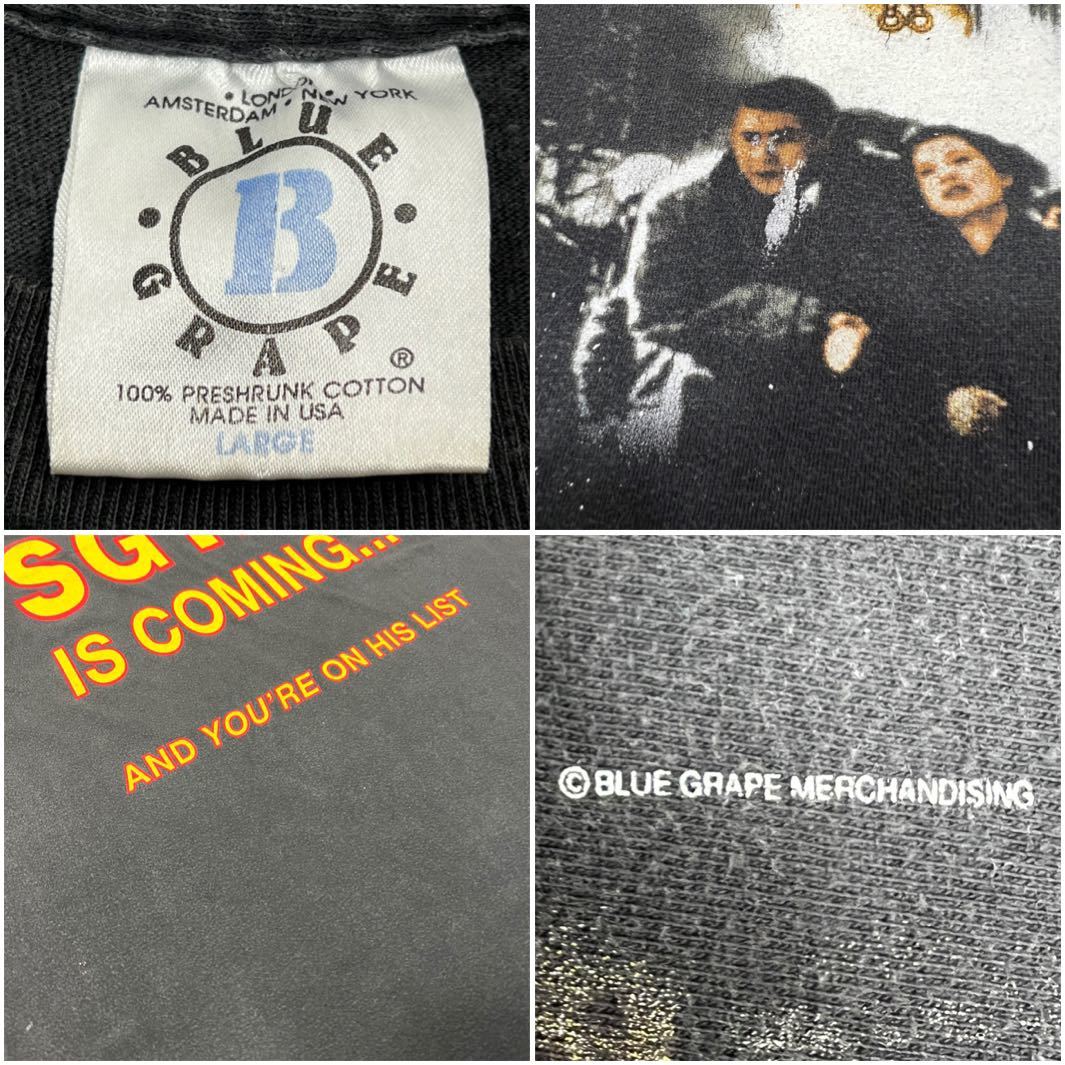 • LONDON • NEW YORK
AMSTERDAM
BLUE
B
GRAPE
®
100% PRESHRUNK COTTON
MADE IN USA
LARGE
IS COMING...
AND YOU'RE ON HIS LIST
© BLUE GRAPE MERCHANDISING